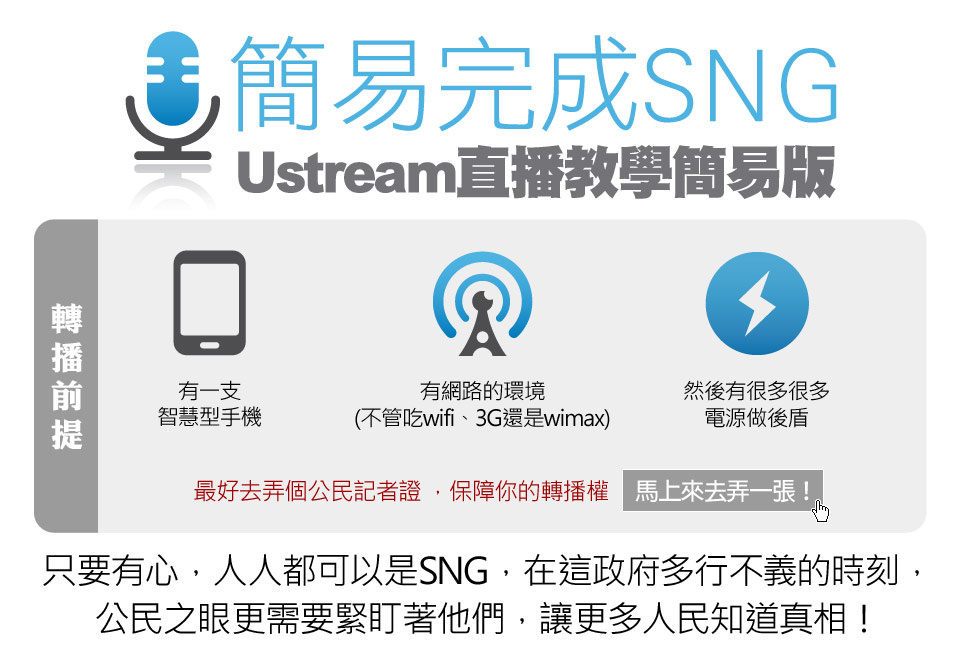 簡易完成SNG
Ustream直播教學簡易版
轉播前提
有一支
智慧型手機
有網路的環境
(不管吃wifi、3G還是wimax)
然後有很多很多
電源做後盾
最好去弄個公民記者證，保障你的轉播權
馬上來去弄一張！
只要有心，人人都可以是SNG，在這政府多行不義的時刻，
公民之眼更需要緊盯著他們，讓更多人民知道真相！